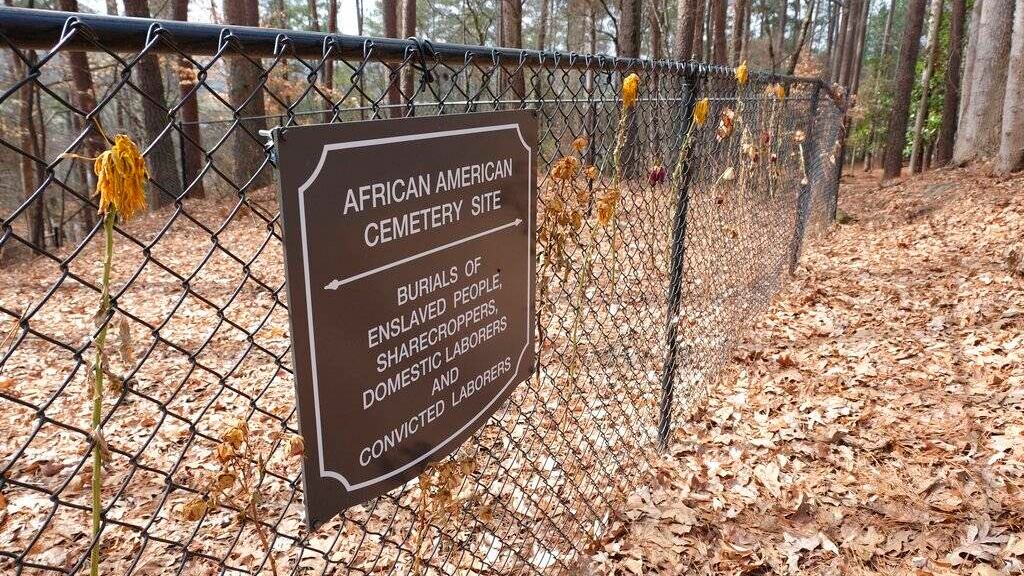 AFRICAN AMERICAN
CEMETERY SITE
BURIALS OF
ENSLAVED PEOPLE,
SHARECROPPERS,
DOMESTIC LABORERS
AND
CONVICTED LABORERS